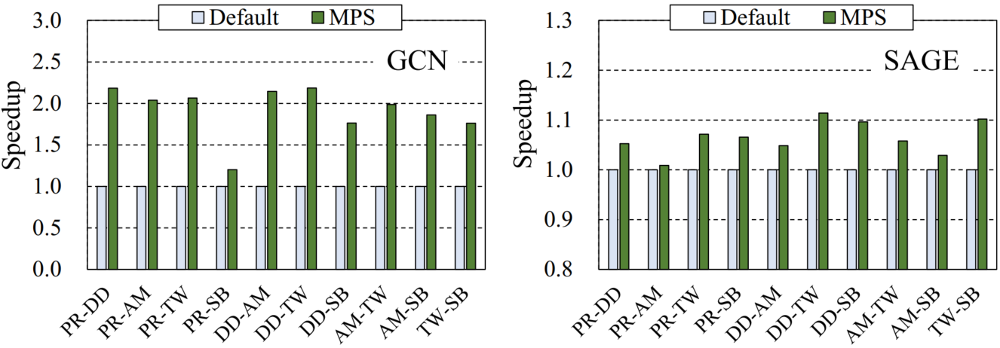 Default MPS
GCN
Speedup
3.0
2.5
2.0
1.5
1.0
0.5
0.0
PR-DD
PR-AM
PR-TW
PR-SB
DD-AM
DD-TW
DD-SB
AM-TW
AM-SB
TW-SB
Default MPS
SAGE
Speedup
1.3
1.2
1.1
1.0
0.9
0.8
PR-DD
PR-AM
PR-TW
PR-SB
DD-AM
DD-TW
DD-SB
AM-TW
AM-SB
TW-SB